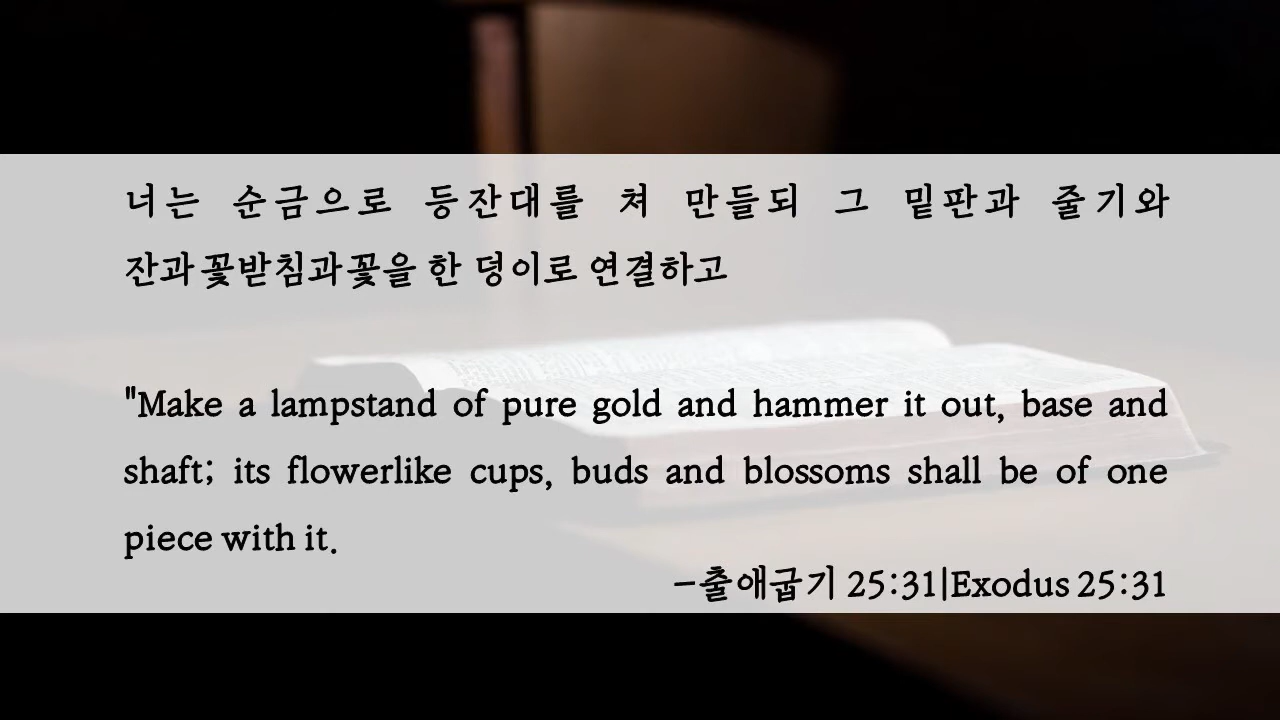 너는 순금으로 등잔대를 쳐 만들되 그 밑판과 줄기와
잔과 꽃받침과 꽃을 한 덩이로 연결하고
"Make a lampstand of pure gold and hammer it out, base and
shaft; its flowerlike cups, buds and blossoms shall be of one
piece with it.
-출애굽기 25:31|Exodus 25:31